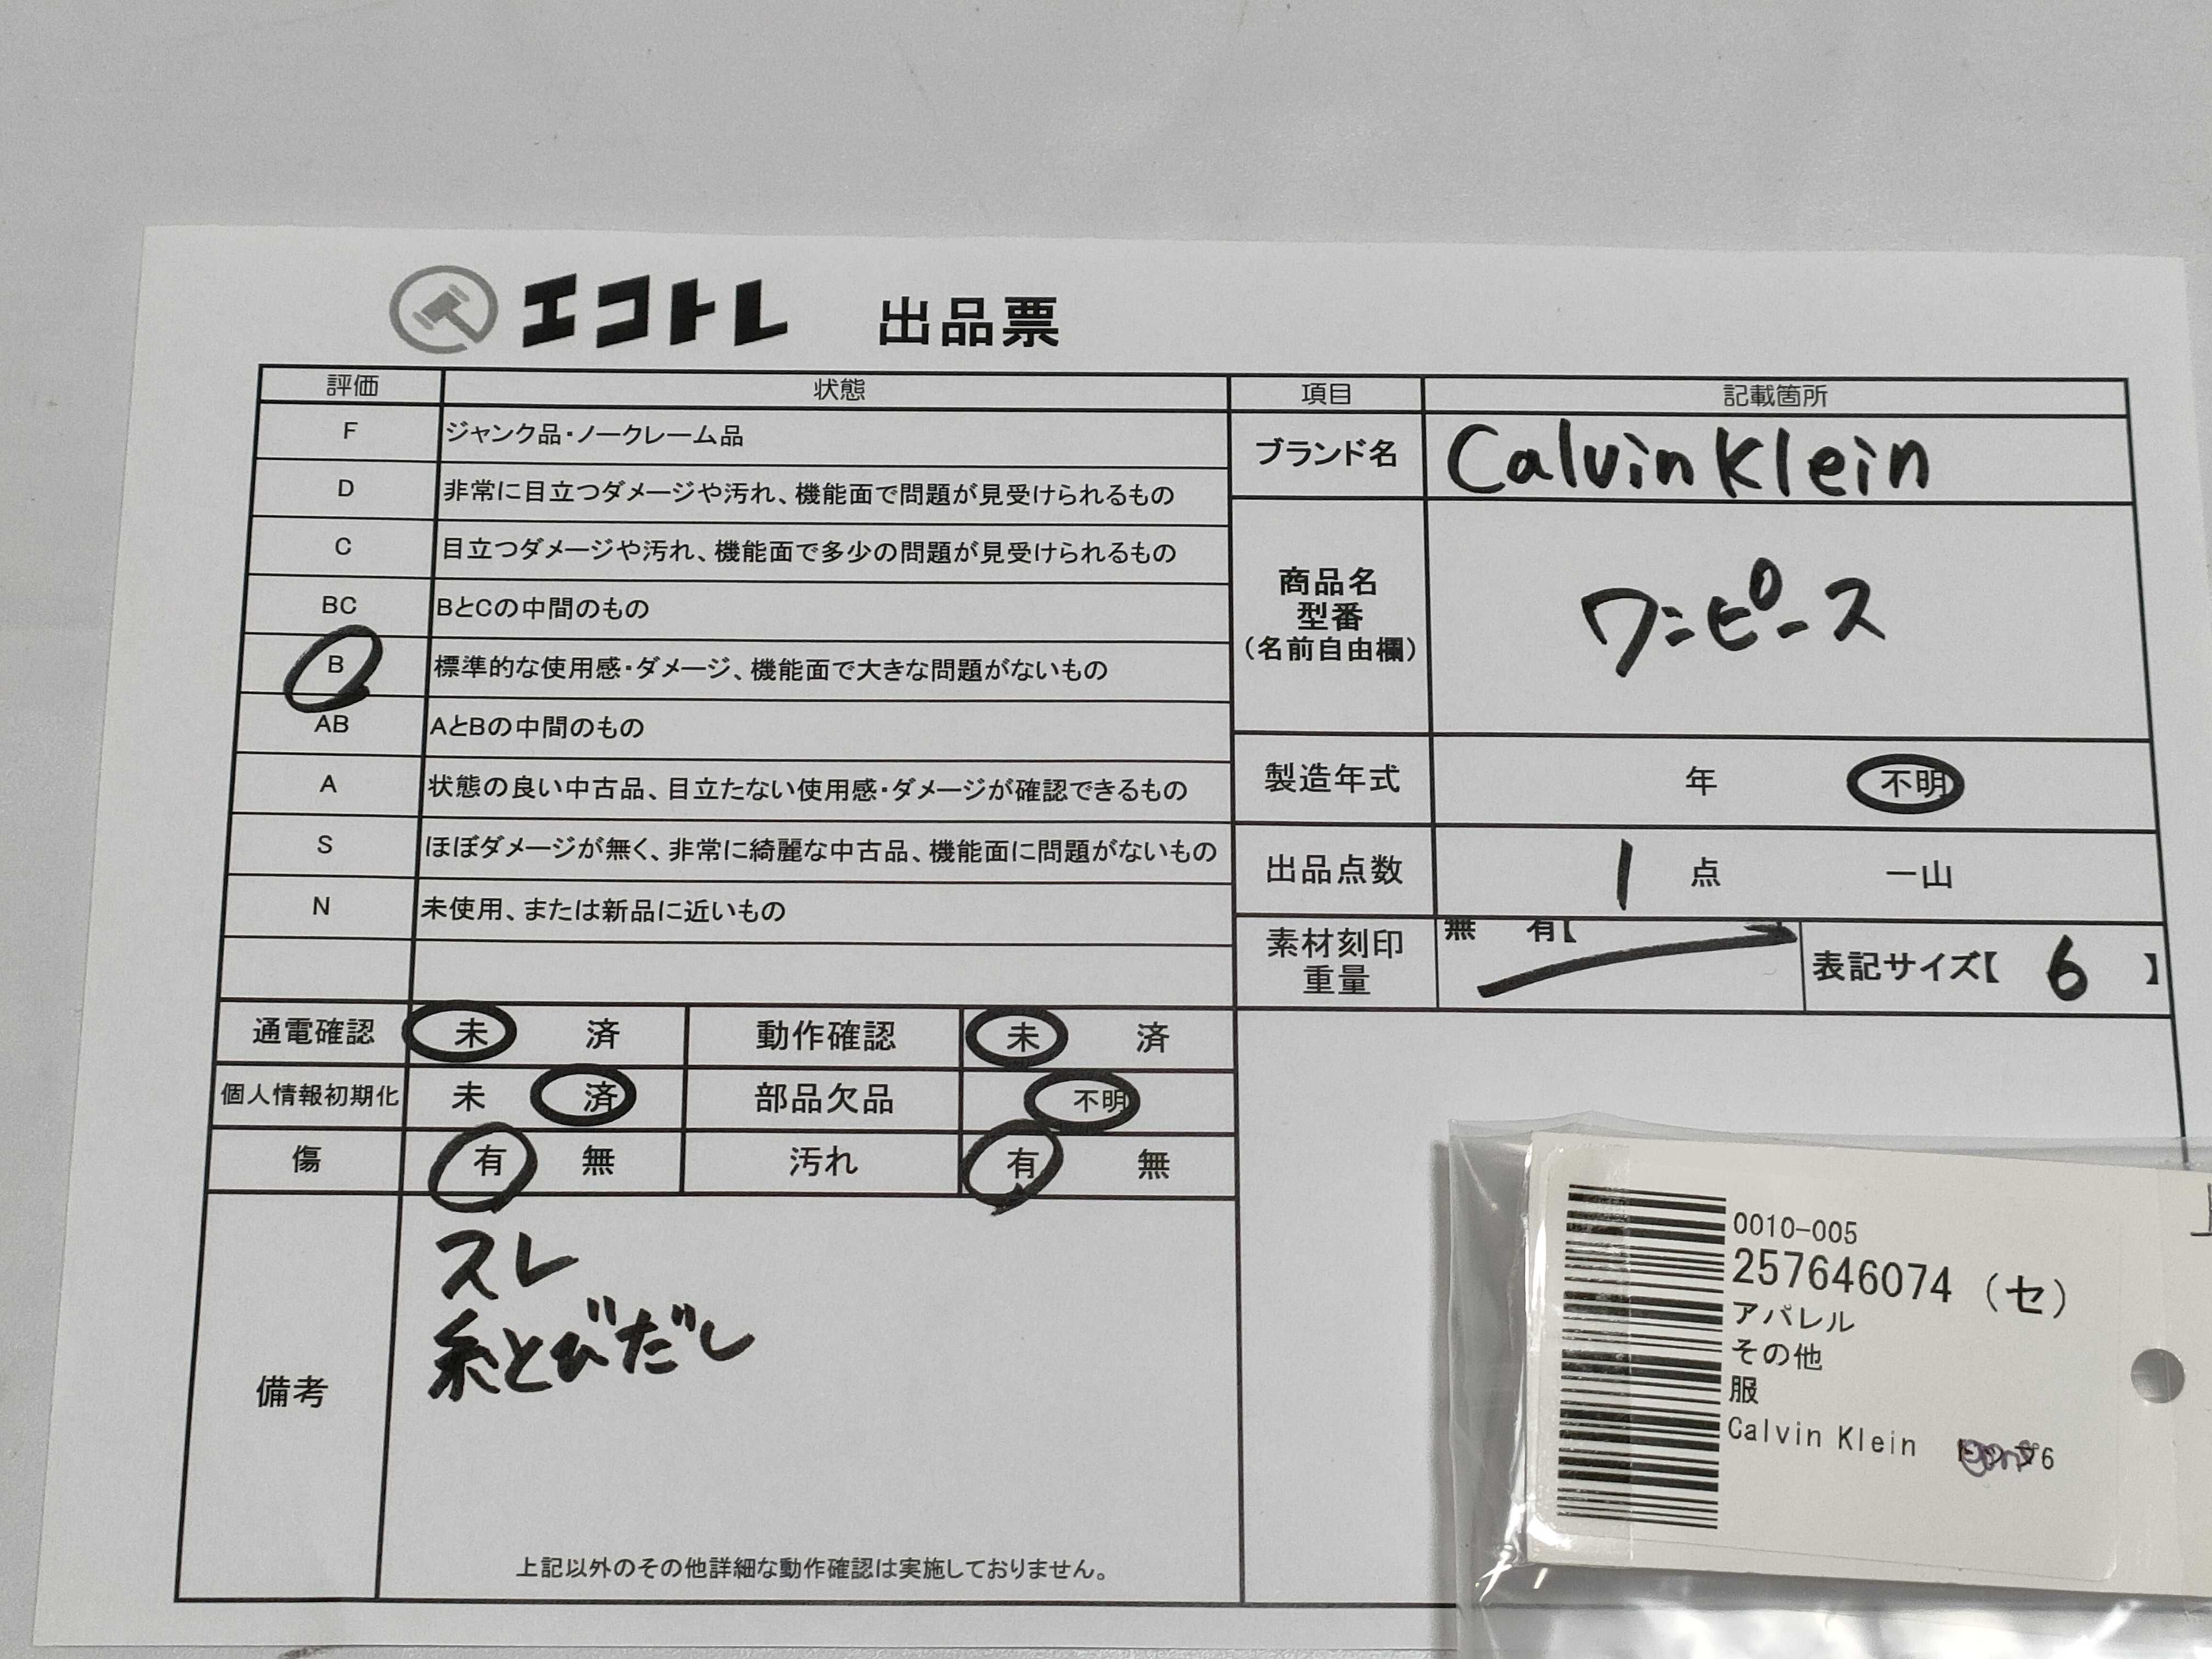 エコトレ 出品票
評価 状態 項目 記載箇所
F ジャンク品・ノークレーム品
D 非常に目立つダメージや汚れ、機能面で問題が見受けられるもの
C 目立つダメージや汚れ、機能面で多少の問題が見受けられるもの
BC BとCの中間のもの
B 標準的な使用感・ダメージ、機能面で大きな問題がないもの
AB AとBの中間のもの
A 状態の良い中古品、目立たない使用感・ダメージが確認できるもの
S ほぼダメージが無く、非常に綺麗な中古品、機能面に問題がないもの
N 未使用、または新品に近いもの
ブランド名 Calvin Klein
商品名
型番
(名前自由欄)
ワンピース
製造年式 年 不明
出品点数 1 点 一山
素材刻印
重量
無 有【
表記サイズ【 6 】
通電確認 未 済 動作確認 未 済
個人情報初期化 未 済 部品欠品 不明
傷 有 無 汚れ 有 無
備考
スレ
糸とびだし
上記以外のその他詳細な動作確認は実施しておりません。
0010-005
257646074 (セ)
アパレル
その他
服
Calvin Klein 6